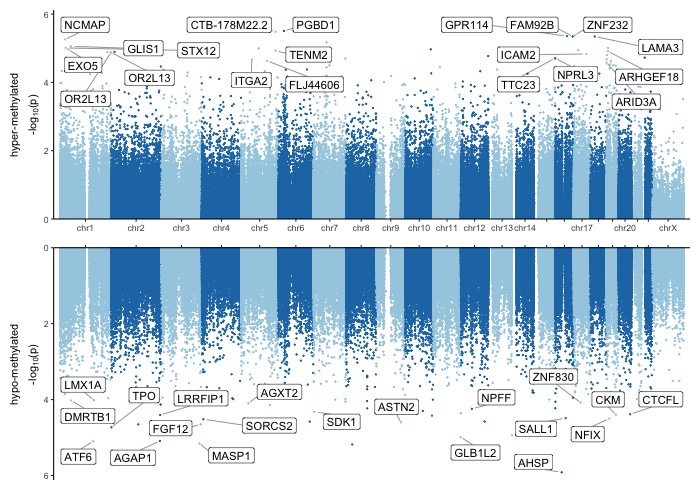 6
NCMAP
CTB-178M22.2
PGBD1
GPR114
FAM92B
ZNF232
GLIS1
STX12
TENM2
ICAM2
LMA3
EXO5
OR2L13
ITGA2
FLJ44606
TTC23
NPRL3
ARHGEF18
4
OR2L13
ARID3A
hyper-methylated
-log10(p)
2
0
chr1 chr2 chr3 chr4 chr5 chr6 chr7 chr8 chr9 chr10 chr11 chr12 chr13 chr14 chr17 chr20 chrX
0
2
hypo-methylated
-log10(p)
LMX1A
TPO
LRRFIP1
AGXT2
ZNF830
4
DMRTB1
FGF12
SORCS2
SDK1
ASTN2
NPFF
CKM
CTCFL
SALL1
NFIX
ATF6
AGAP1
MASP1
GLB1L2
AHSP
6